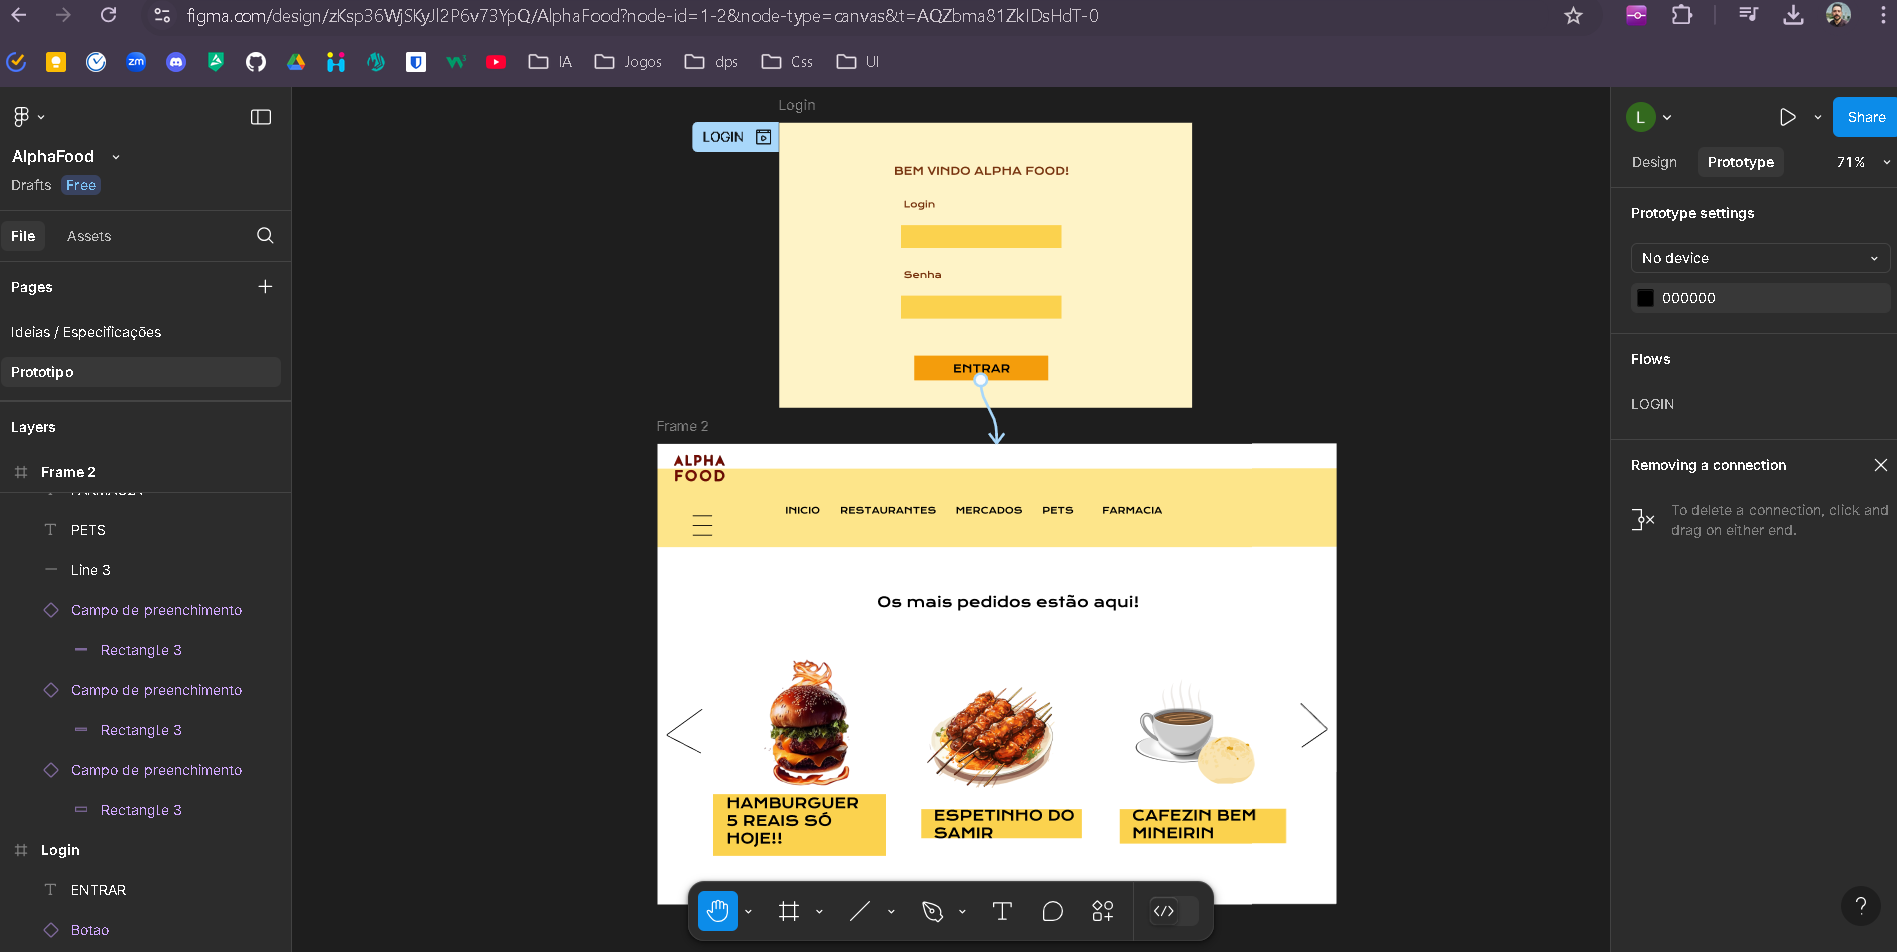 figma.com/design/zKsp36WjSKyJl2P6v73YpQ/AlphaFood?node-id=1-2&node-type=canvas&t=AQZbma81ZkIDsHdT-0
zm
IA
Jogos
dps
Css
UI
AlphaFood
Drafts
Free
File
Assets
Pages
Ideias / Especificações
Prototipo
Layers
Frame 2
PETS
Line 3
Campo de preenchimento
Rectangle 3
Campo de preenchimento
Rectangle 3
Campo de preenchimento
Rectangle 3
Login
ENTRAR
Botao
Login
LOGIN
BEM VINDO ALPHA FOOD!
Login
Senha
ENTRAR
Frame 2
ALPHA
FOOD
INICIO RESTAURANTES MERCADOS PETS FARMACIA
Os mais pedidos estão aqui!
HAMBURGUER
5 REAIS SÓ
HOJE!!
ESPETINHO DO
SAMIR
CAFEZIN BEM
MINEIRIN
L
Share
Design
Prototype
71%
Prototype settings
No device
000000
Flows
LOGIN
Removing a connection
To delete a connection, click and
drag on either end.
?